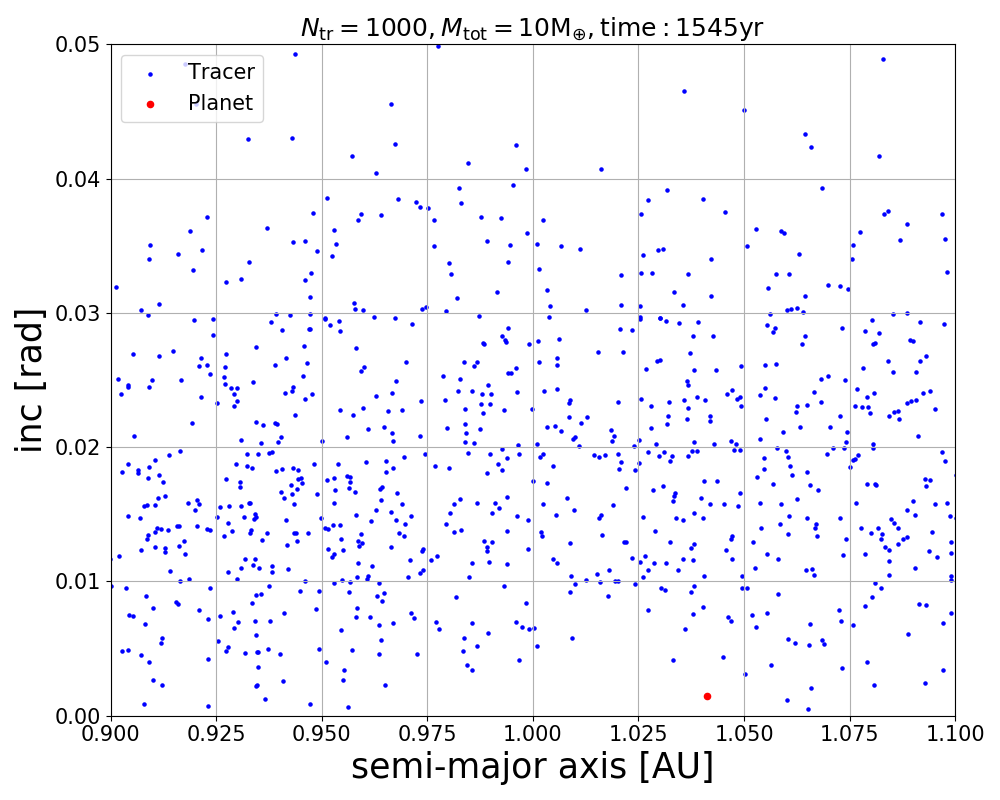 N_tr = 1000, M_tot = 10M_⊕, time : 1545yr
Tracer
Planet
inc [rad]
0.05
0.04
0.03
0.02
0.01
0.00
0.900 0.925 0.950 0.975 1.000 1.025 1.050 1.075 1.100
semi-major axis [AU]